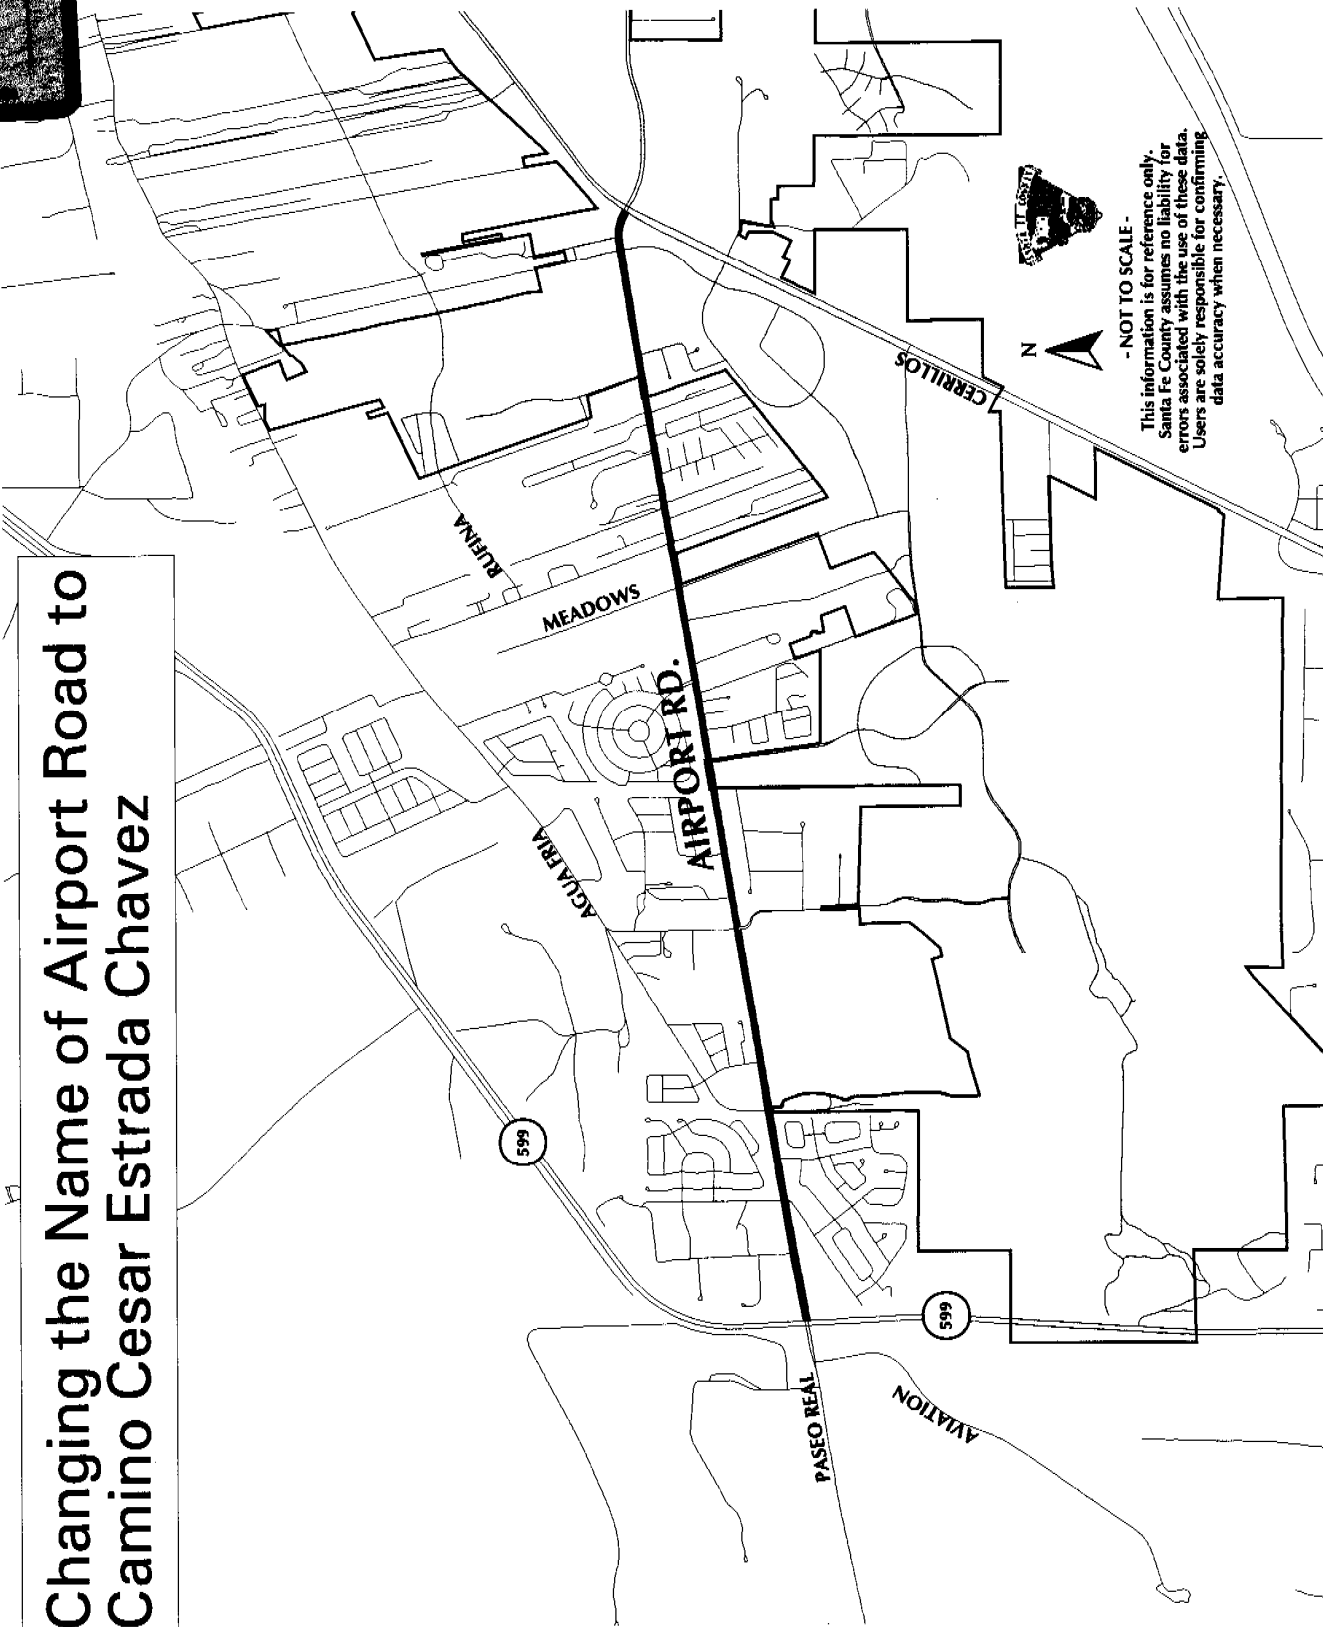 Changing the Name of Airport Road to
Camino Cesar Estrada Chavez
RUFINA
MEADOWS
AGUA FRIA
AIRPORT RD.
CERRILLOS
599
599
PASEO REAL
AVIATION
N
- NOT TO SCALE -
This information is for reference only.
Santa Fe County assumes no liability for
errors associated with the use of these data.
Users are solely responsible for confirming
data accuracy when necessary.